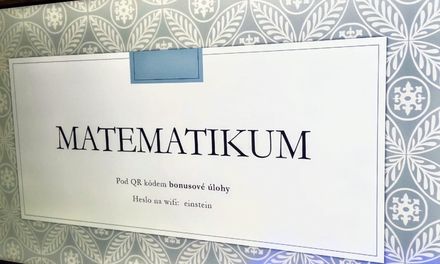 MATEMATIKUM
Pod QR kódem bonusové úlohy
Heslo na wifi: einstein